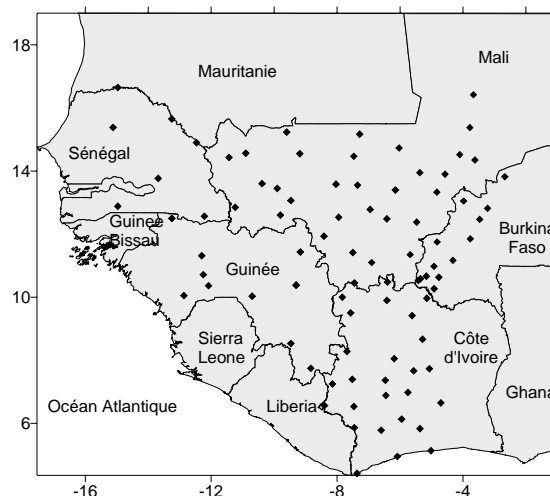 18
Mauritanie
Mali
14
Sénégal
Guinée
Bissau
Burkina
Faso
Guinée
10
Sierra
Leone
Côte
d'Ivoire
Ghana
Océan Atlantique
Liberia
6
-16
-12
-8
-4